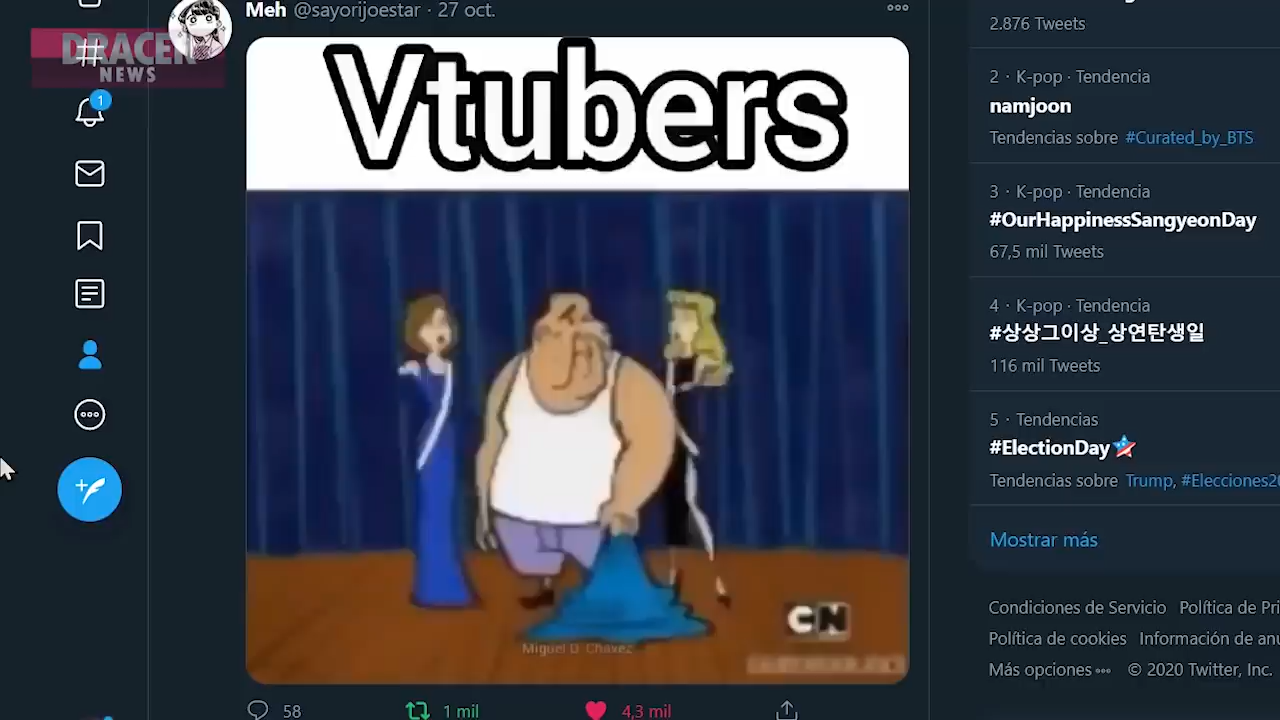 Meh @sayorijoestar · 27 oct.
DRACEN
NEWS
1
Vtubers
CN
Miguel D. Chavez
58
1 mil
4,3 mil
2.876 Tweets
2 · K-pop · Tendencia
namjoon
Tendencias sobre #Curated_by_BTS
3 · K-pop · Tendencia
#OurHappinessSangyeonDay
67,5 mil Tweets
4 · K-pop · Tendencia
#상상그이상_상연탄생일
116 mil Tweets
5 · Tendencias
#ElectionDay
Tendencias sobre Trump, #Elecciones20
Mostrar más
Condiciones de Servicio Política de Pri
Política de cookies Información de anu
Más opciones © 2020 Twitter, Inc.